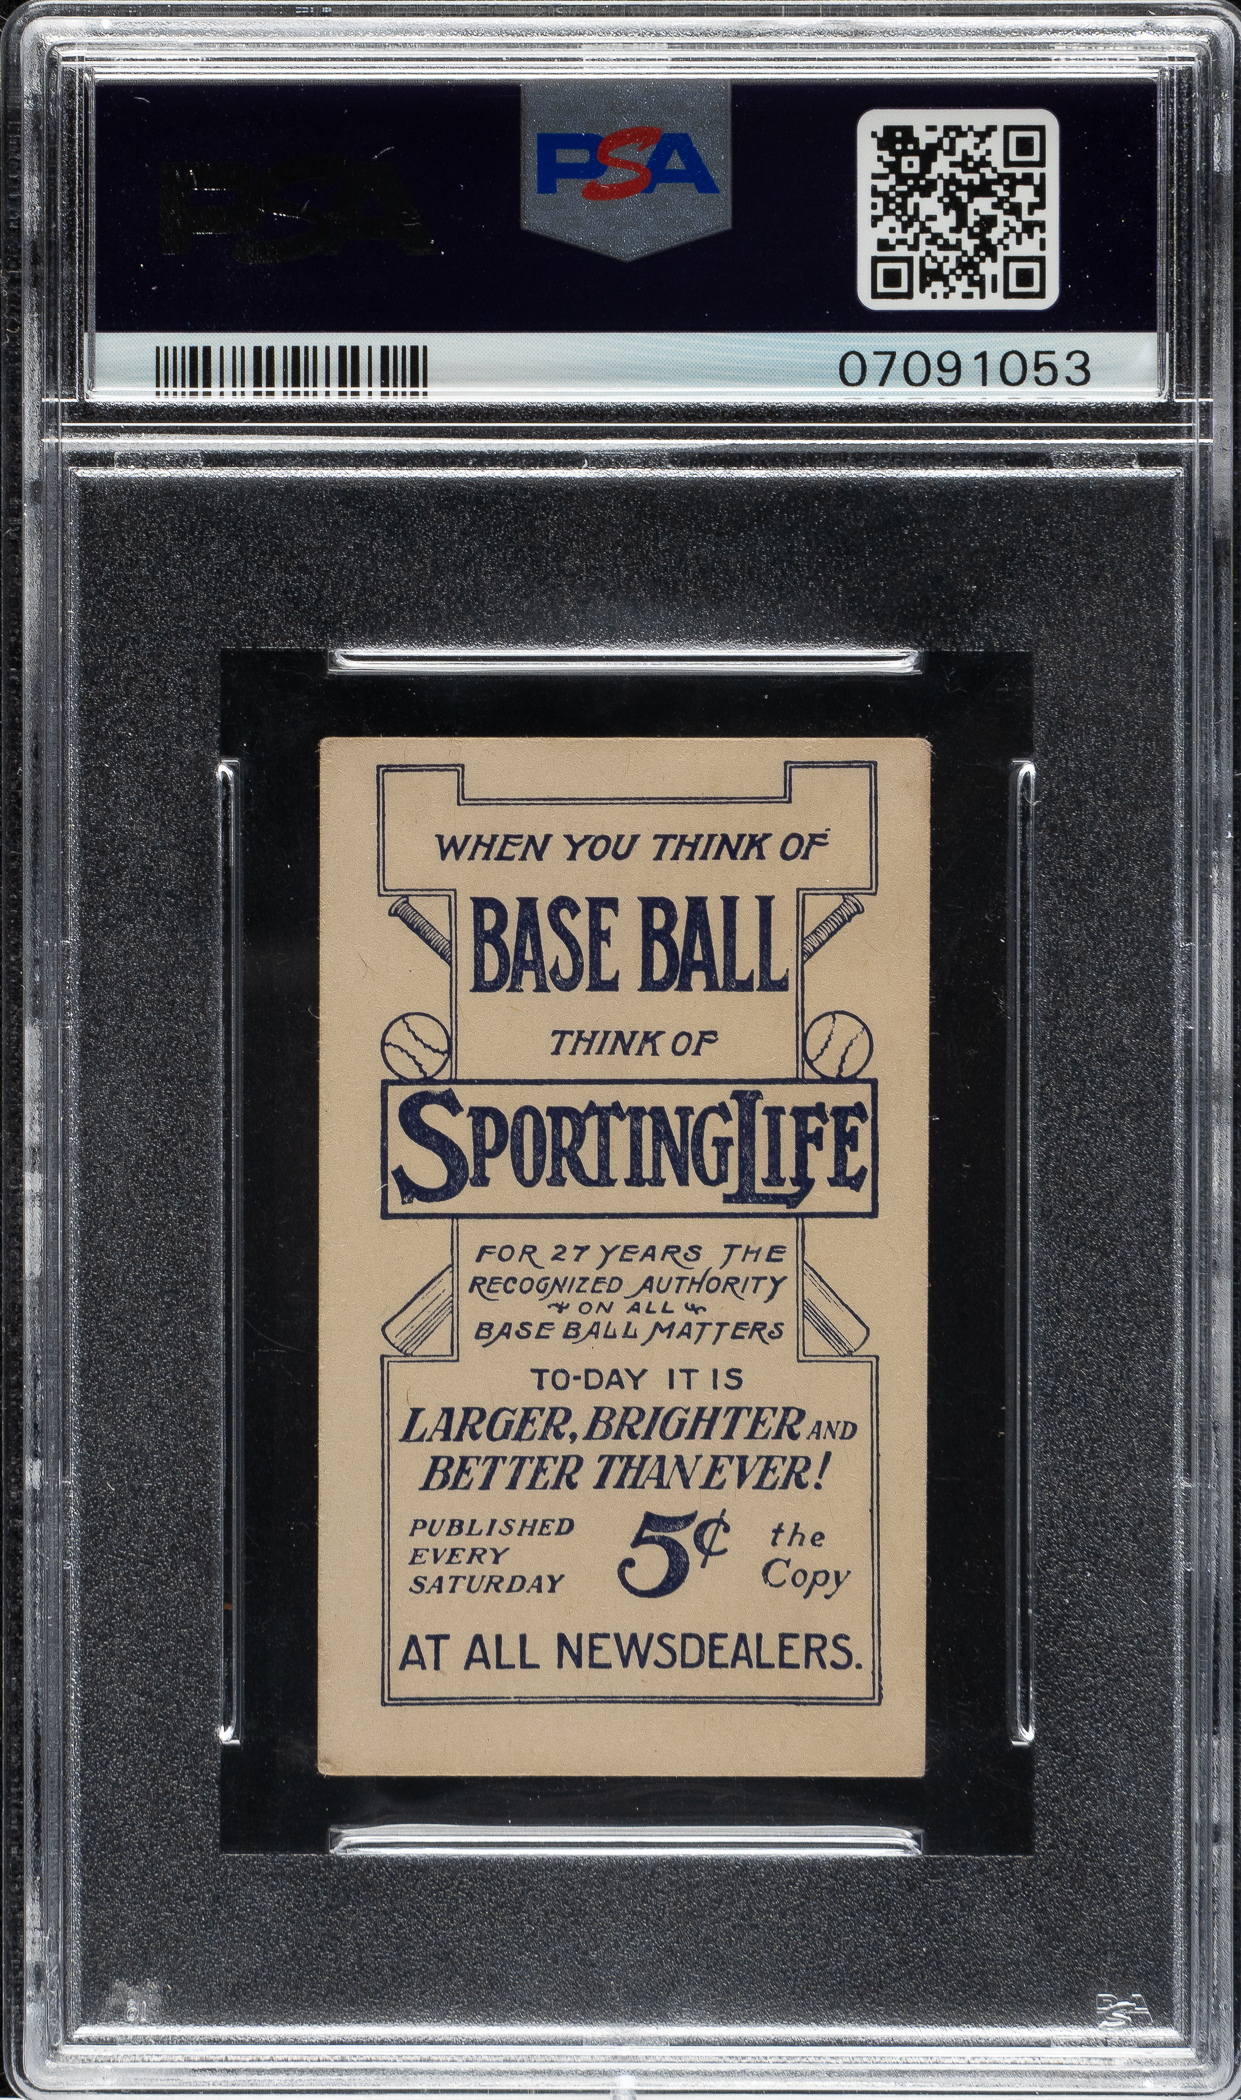 PSA
PSA
07091053
WHEN YOU THINK OF
BASE BALL
THINK OF
SPORTING LIFE
FOR 27 YEARS THE
RECOGNIZED AUTHORITY
ON ALL
BASE BALL MATTERS
TO-DAY IT IS
LARGER, BRIGHTER AND
BETTER THAN EVER!
PUBLISHED
EVERY
SATURDAY
5¢
the
Copy
AT ALL NEWSDEALERS.
PSA